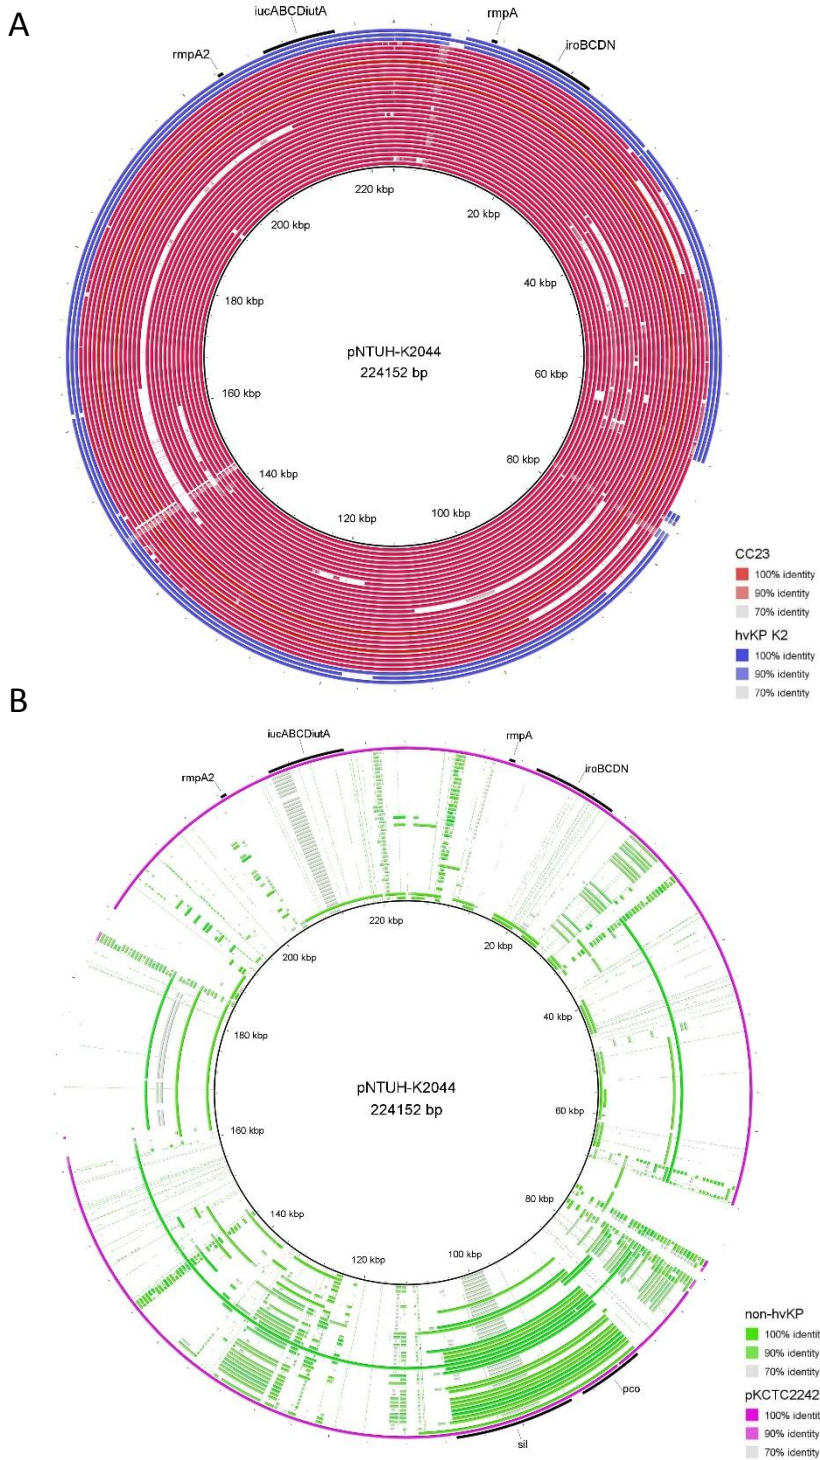 A
iucABCDiutA
rmpA
rmpA2
iroBCDN
220 kbp
20 kbp
200 kbp
40 kbp
180 kbp
pNTUH-K2044
224152 bp
60 kbp
160 kbp
80 kbp
140 kbp
100 kbp
120 kbp
CC23
100% identity
90% identity
70% identity
hvKP K2
100% identity
90% identity
70% identity
B
iucABCDiutA
rmpA
rmpA2
iroBCDN
220 kbp
20 kbp
200 kbp
40 kbp
180 kbp
pNTUH-K2044
224152 bp
60 kbp
160 kbp
80 kbp
140 kbp
100 kbp
120 kbp
pco
sil
non-hvKP
100% identit
90% identit
70% identit
pKCTC2242
100% identit
90% identit
70% identit